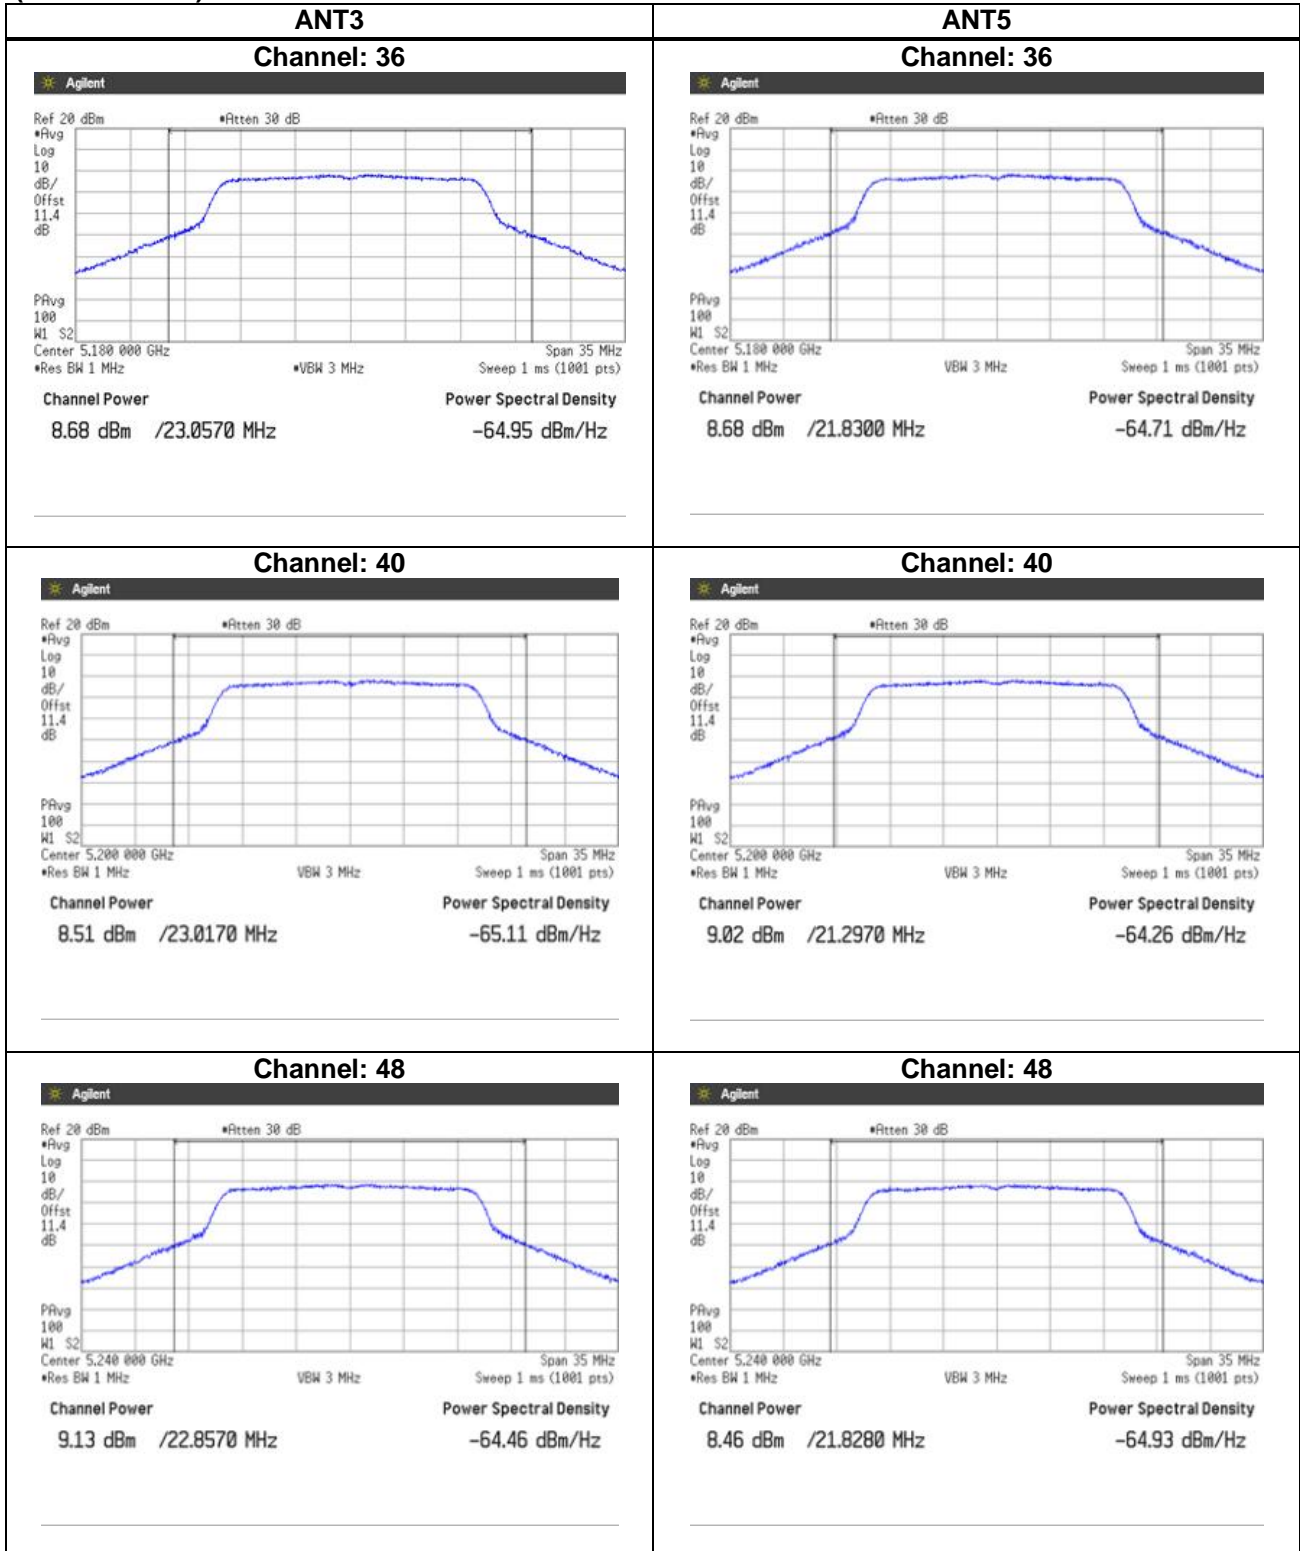 ANT3 ANT5
Channel: 36 Channel: 36
Agilent Agilent
Ref 20 dBm *Atten 30 dB Ref 20 dBm *Atten 30 dB
*Avg *Avg
Log Log
10 10
dB/ dB/
Offst Offst
11.4 11.4
dB dB
PAvg PAvg
100 100
W1 S2 W1 S2
Center 5.180 000 GHz Span 35 MHz Center 5.180 000 GHz Span 35 MHz
*Res BW 1 MHz *VBW 3 MHz Sweep 1 ms (1001 pts) *Res BW 1 MHz VBW 3 MHz Sweep 1 ms (1001 pts)
Channel Power Power Spectral Density Channel Power Power Spectral Density
8.68 dBm /23.0570 MHz -64.95 dBm/Hz 8.68 dBm /21.8300 MHz -64.71 dBm/Hz
Channel: 40 Channel: 40
Agilent Agilent
Ref 20 dBm *Atten 30 dB Ref 20 dBm *Atten 30 dB
*Avg *Avg
Log Log
10 10
dB/ dB/
Offst Offst
11.4 11.4
dB dB
PAvg PAvg
100 100
W1 S2 W1 S2
Center 5.200 000 GHz Span 35 MHz Center 5.200 000 GHz Span 35 MHz
*Res BW 1 MHz VBW 3 MHz Sweep 1 ms (1001 pts) *Res BW 1 MHz VBW 3 MHz Sweep 1 ms (1001 pts)
Channel Power Power Spectral Density Channel Power Power Spectral Density
8.51 dBm /23.0170 MHz -65.11 dBm/Hz 9.02 dBm /21.2970 MHz -64.26 dBm/Hz
Channel: 48 Channel: 48
Agilent Agilent
Ref 20 dBm *Atten 30 dB Ref 20 dBm *Atten 30 dB
*Avg *Avg
Log Log
10 10
dB/ dB/
Offst Offst
11.4 11.4
dB dB
PAvg PAvg
100 100
W1 S2 W1 S2
Center 5.240 000 GHz Span 35 MHz Center 5.240 000 GHz Span 35 MHz
*Res BW 1 MHz VBW 3 MHz Sweep 1 ms (1001 pts) *Res BW 1 MHz VBW 3 MHz Sweep 1 ms (1001 pts)
Channel Power Power Spectral Density Channel Power Power Spectral Density
9.13 dBm /22.8570 MHz -64.46 dBm/Hz 8.46 dBm /21.8280 MHz -64.93 dBm/Hz